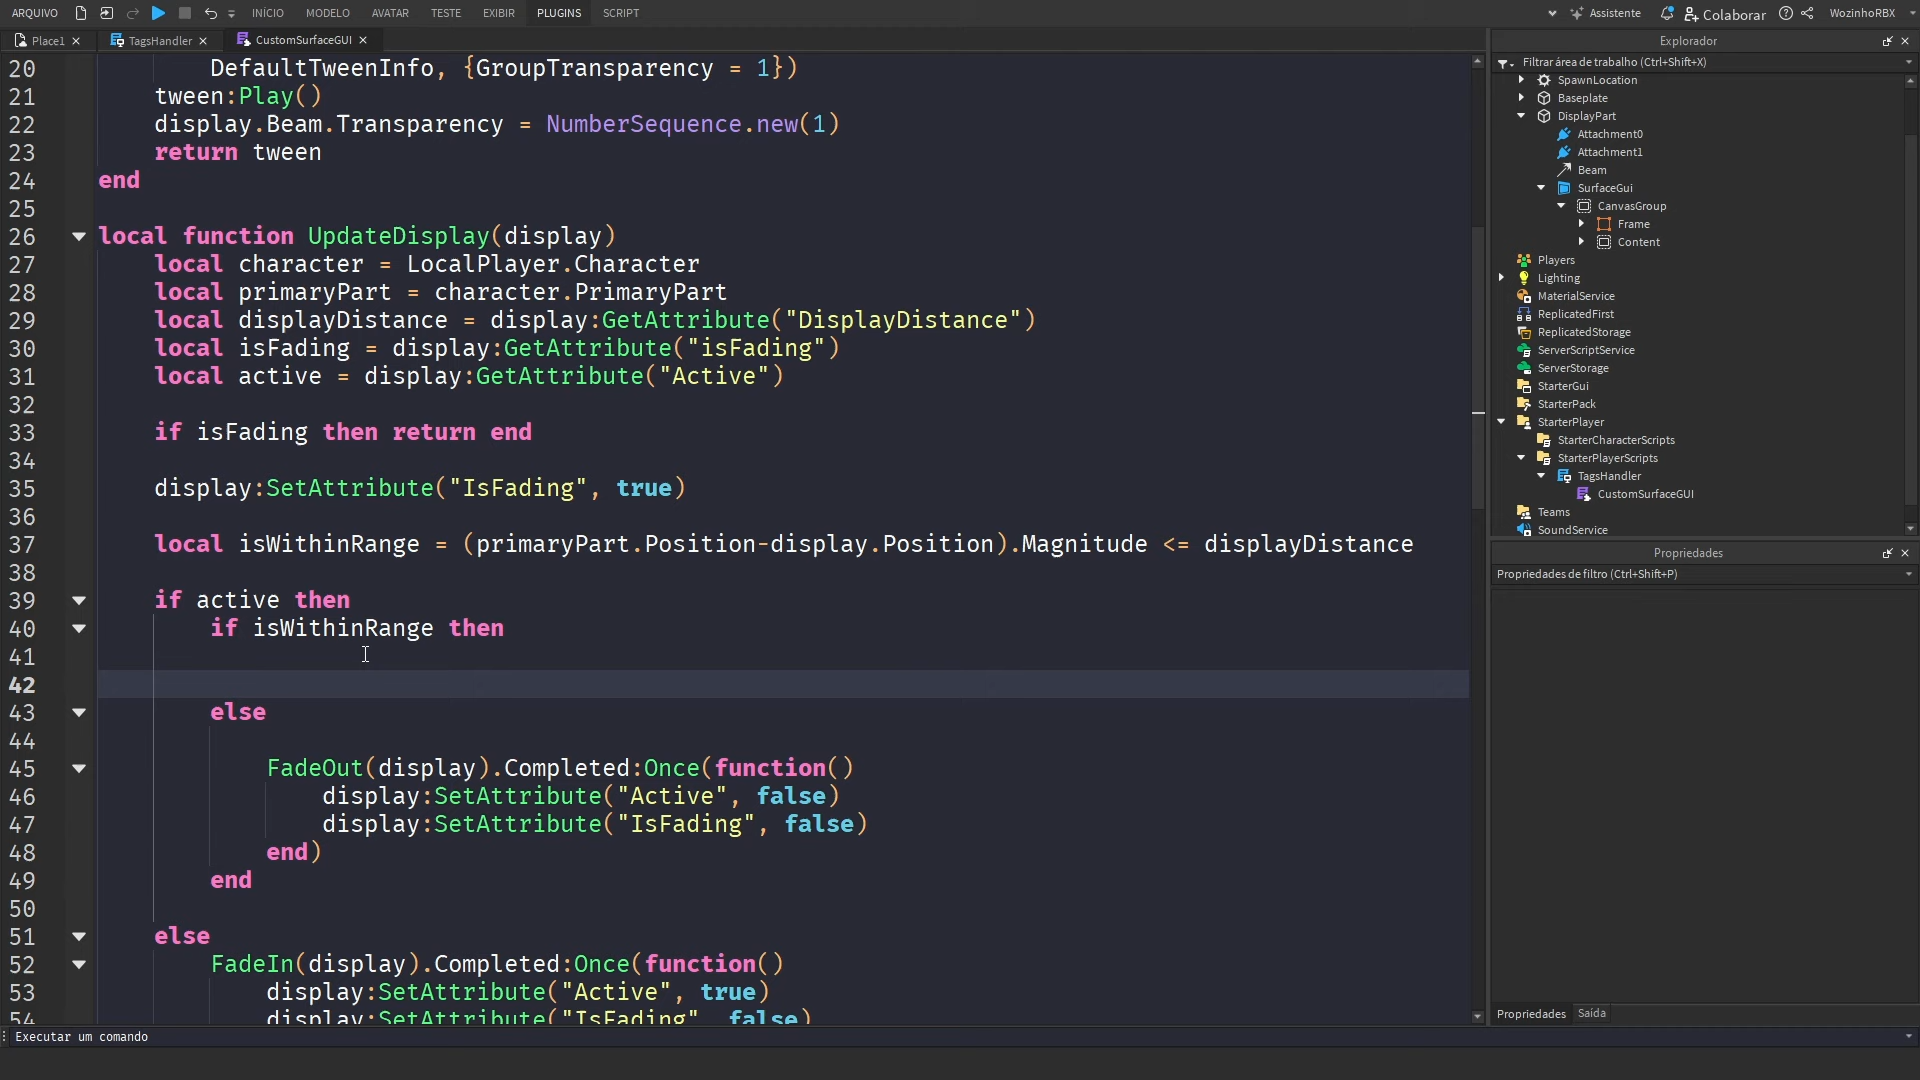 ARQUIVO INÍCIO MODELO AVATAR TESTE EXIBIR PLUGINS SCRIPT Assistente Colaborar WozinhoRBX
Place1 TagsHandler CustomSurfaceGUI
20 DefaultTweenInfo, {GroupTransparency = 1})
21 tween:Play()
22 display.Beam.Transparency = NumberSequence.new(1)
23 return tween
24 end
25
26 local function UpdateDisplay(display)
27 local character = LocalPlayer.Character
28 local primaryPart = character.PrimaryPart
29 local displayDistance = display:GetAttribute("DisplayDistance")
30 local isFading = display:GetAttribute("isFading")
31 local active = display:GetAttribute("Active")
32
33 if isFading then return end
34
35 display:SetAttribute("IsFading", true)
36
37 local isWithinRange = (primaryPart.Position-display.Position).Magnitude <= displayDistance
38
39 if active then
40 if isWithinRange then
41
42
43 else
44
45 FadeOut(display).Completed:Once(function()
46 display:SetAttribute("Active", false)
47 display:SetAttribute("IsFading", false)
48 end)
49 end
50
51 else
52 FadeIn(display).Completed:Once(function()
53 display:SetAttribute("Active", true)
54 display:SetAttribute("IsFading", false)
Explorador
Filtrar área de trabalho (Ctrl+Shift+X)
SpawnLocation
Baseplate
DisplayPart
Attachment0
Attachment1
Beam
SurfaceGui
CanvasGroup
Frame
Content
Players
Lighting
MaterialService
ReplicatedFirst
ReplicatedStorage
ServerScriptService
ServerStorage
StarterGui
StarterPack
StarterPlayer
StarterCharacterScripts
StarterPlayerScripts
TagsHandler
CustomSurfaceGUI
Teams
SoundService
Propriedades
Propriedades de filtro (Ctrl+Shift+P)
Propriedades Saída
Executar um comando